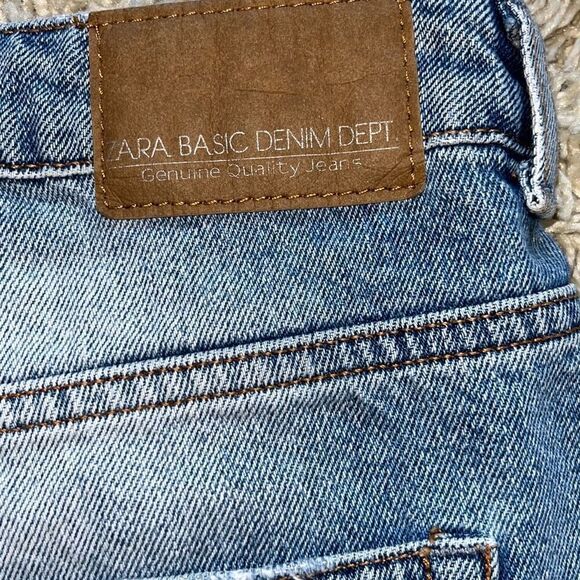 ZARA BASIC DENIM DEPT.
Genuine Quality Jeans